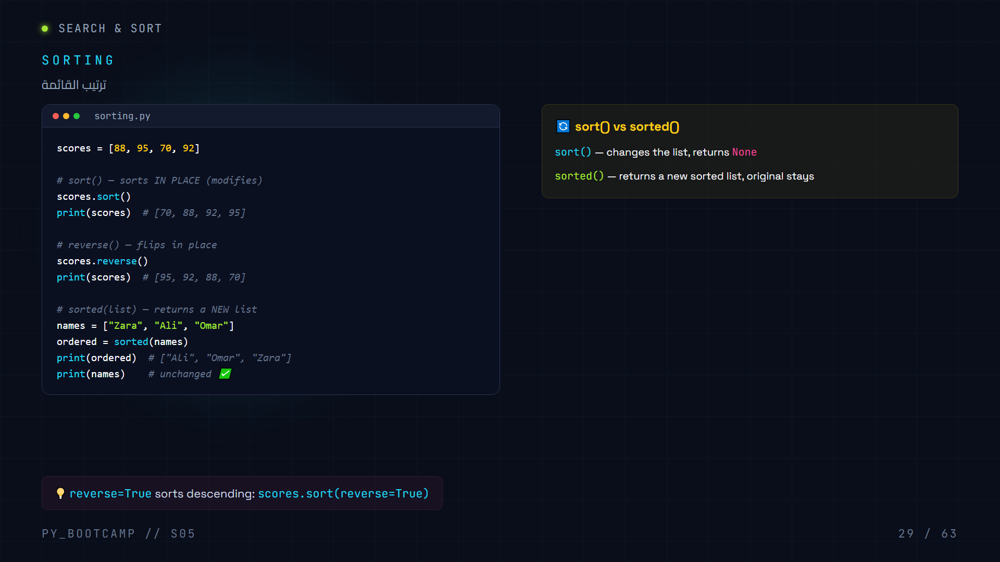 SEARCH & SORT
SORTING
ترتيب القائمة
sorting.py
scores = [88, 95, 70, 92]
# sort() — sorts IN PLACE (modifies)
scores.sort()
print(scores)  # [70, 88, 92, 95]
# reverse() — flips in place
scores.reverse()
print(scores)  # [95, 92, 88, 70]
# sorted(list) — returns a NEW list
names = ["Zara", "Ali", "Omar"]
ordered = sorted(names)
print(ordered)  # ["Ali", "Omar", "Zara"]
print(names)    # unchanged ✅
🔄 sort() vs sorted()
sort() — changes the list, returns None
sorted() — returns a new sorted list, original stays
💡 reverse=True sorts descending: scores.sort(reverse=True)
PY_BOOTCAMP // S05
29 / 63